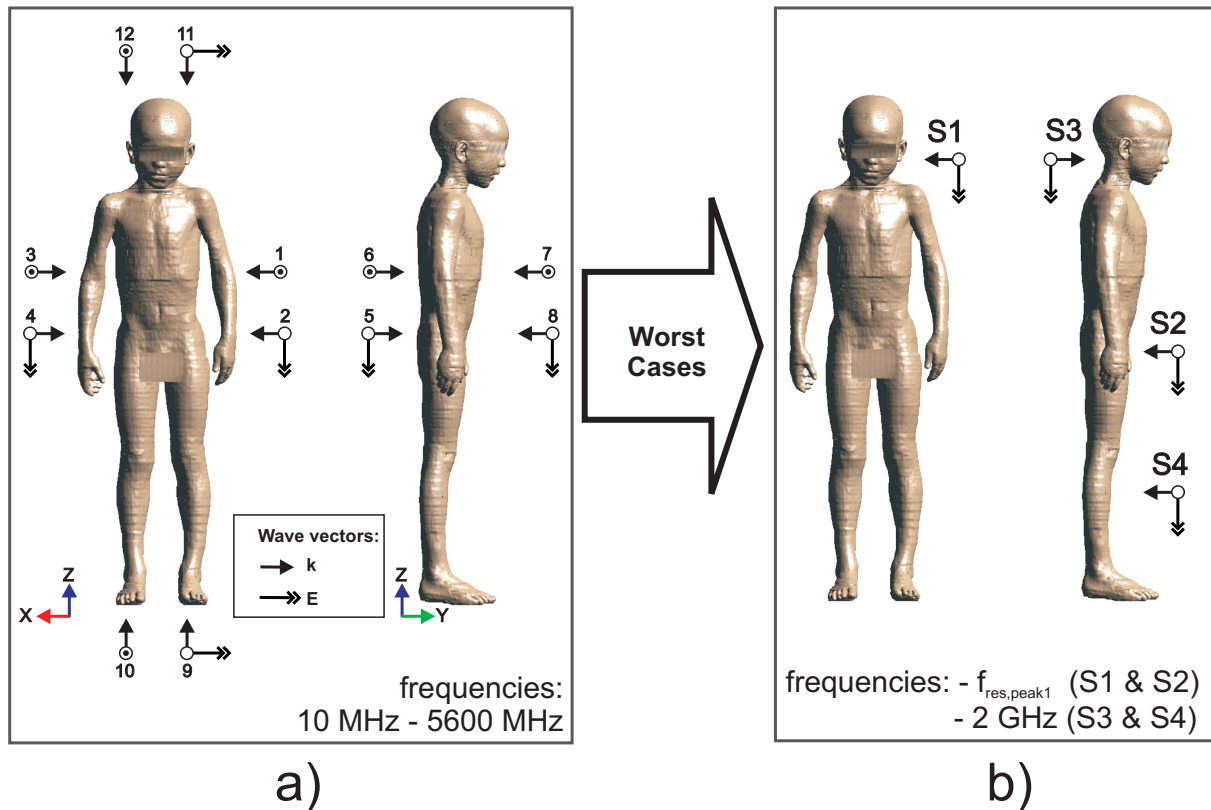 12 11
3 1 6 7
4 2 5 8
Wave vectors:
k
E
Z
X
Z
Y
10 9
frequencies:
10 MHz - 5600 MHz
a)
Worst
Cases
S1 S3
S2
S4
frequencies: - f_res,peak1 (S1 & S2)
- 2 GHz (S3 & S4)
b)